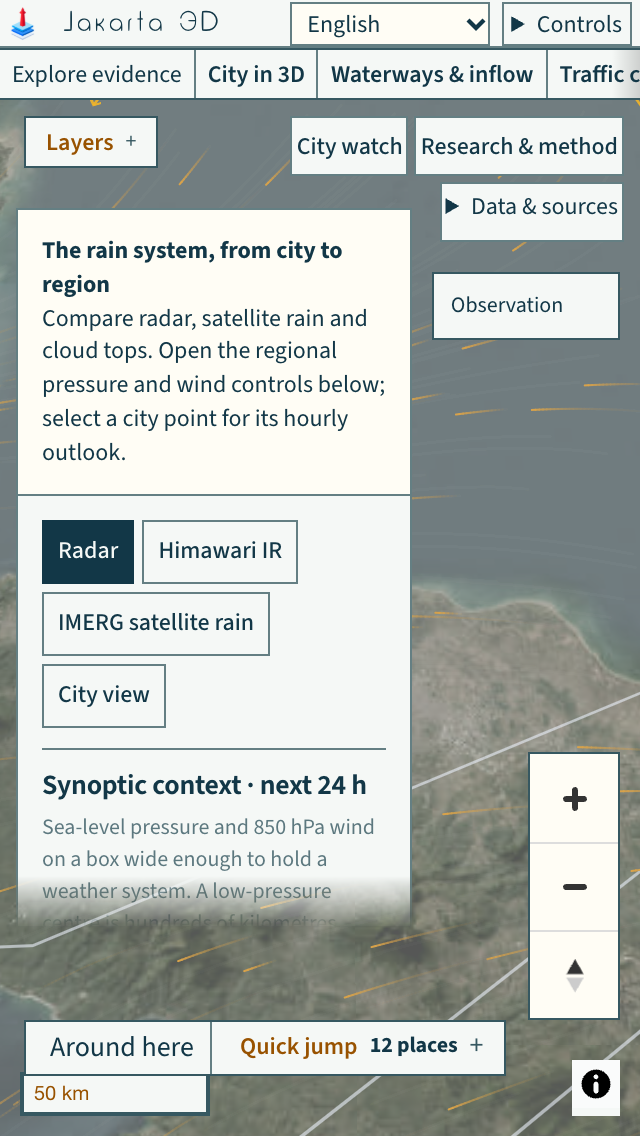 Jakarta 3D
English
Controls
Explore evidence
City in 3D
Waterways & inflow
Traffic c
Layers +
City watch
Research & method
Data & sources
The rain system, from city to
region
Compare radar, satellite rain and
cloud tops. Open the regional
pressure and wind controls below;
select a city point for its hourly
outlook.
Observation
Radar
Himawari IR
IMERG satellite rain
City view
Synoptic context · next 24 h
Sea-level pressure and 850 hPa wind
on a box wide enough to hold a
weather system. A low-pressure
hundreds of kilometres
Around here
Quick jump 12 places +
50 km